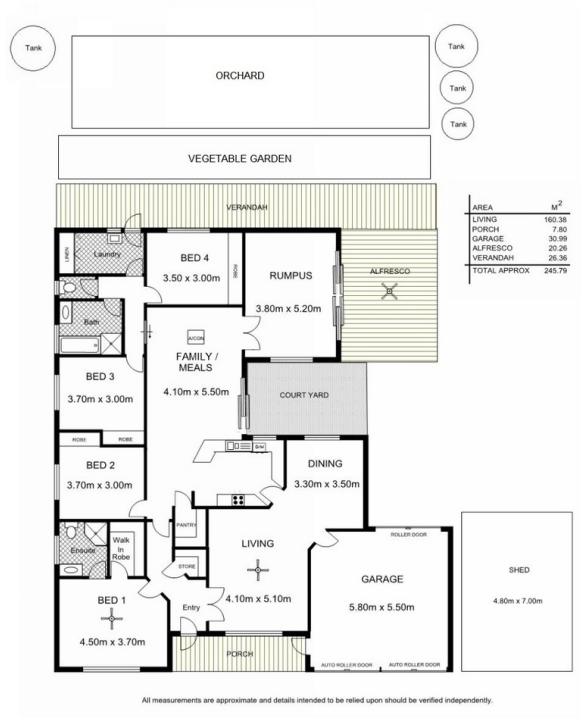 Tank
Tank
ORCHARD
Tank
Tank
VEGETABLE GARDEN
VERANDAH
AREA M2
LIVING 160.38
PORCH 7.80
GARAGE 30.99
ALFRESCO 20.26
VERANDAH 26.36
TOTAL APPROX 245.79
LINEN
Laundry
BED 4
3.50 x 3.00m
ROBE
RUMPUS
3.80m x 5.20m
ALFRESCO
Bath
A/CON
FAMILY /
MEALS
4.10m x 5.50m
BED 3
3.70m x 3.00m
COURT YARD
ROBE
ROBE
D/W
BED 2
3.70m x 3.00m
DINING
3.30m x 3.50m
PANTRY
Ensuite
Walk
In
Robe
LIVING
4.10m x 5.10m
ROLLER DOOR
STORE
GARAGE
5.80m x 5.50m
SHED
4.80m x 7.00m
BED 1
4.50m x 3.70m
Entry
PORCH
AUTO ROLLER DOOR
AUTO ROLLER DOOR
All measurements are approximate and details intended to be relied upon should be verified independently.